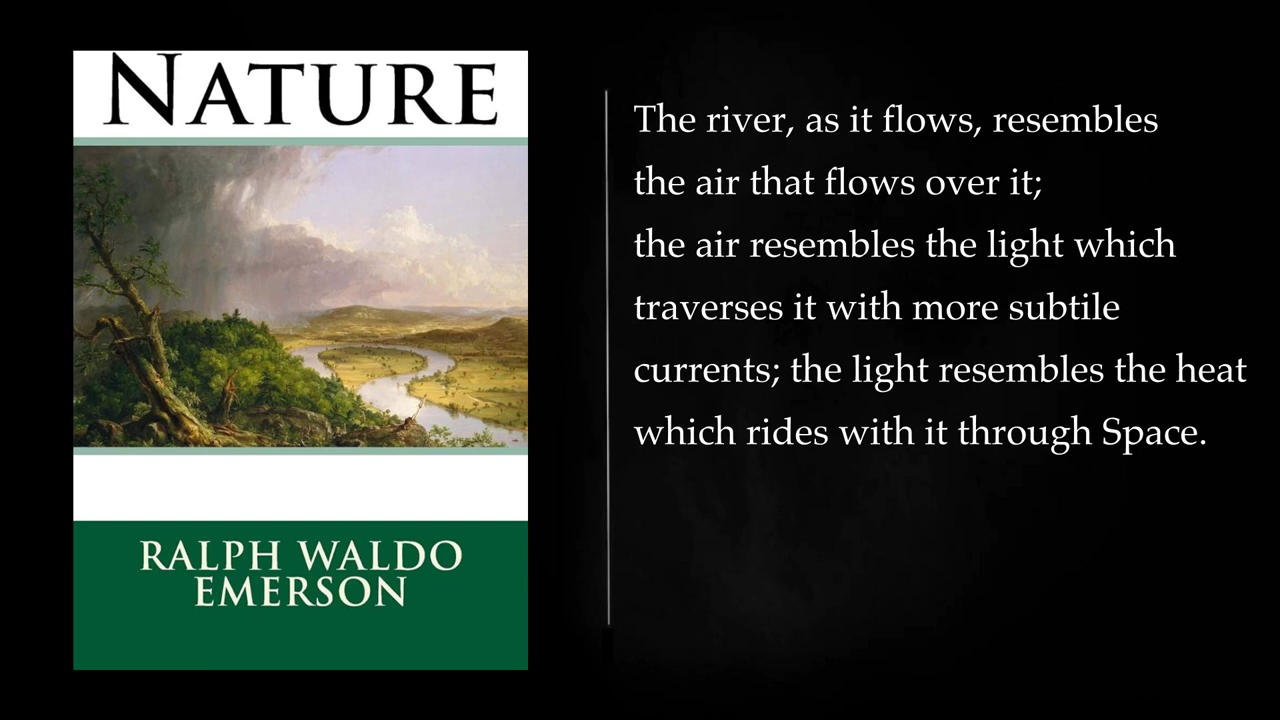 NATURE
RALPH WALDO
EMERSON
The river, as it flows, resembles
the air that flows over it;
the air resembles the light which
traverses it with more subtile
currents; the light resembles the heat
which rides with it through Space.